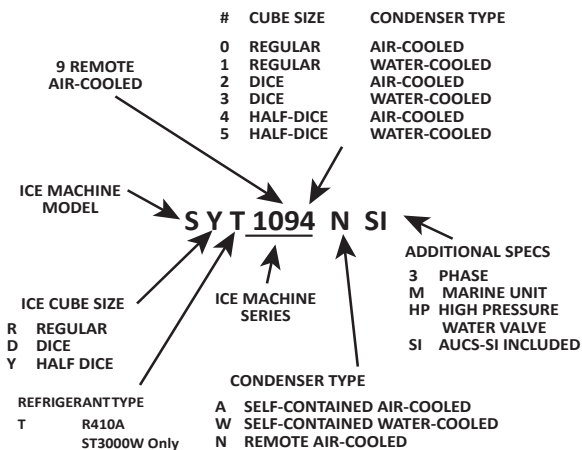 # CUBE SIZE CONDENSER TYPE
0 REGULAR AIR-COOLED
1 REGULAR WATER-COOLED
2 DICE AIR-COOLED
3 DICE WATER-COOLED
4 HALF-DICE AIR-COOLED
5 HALF-DICE WATER-COOLED
9 REMOTE
AIR-COOLED
ICE MACHINE
MODEL
S Y T 1094 N SI
ADDITIONAL SPECS
3 PHASE
M MARINE UNIT
HP HIGH PRESSURE
WATER VALVE
SI AUCS-SI INCLUDED
ICE CUBE SIZE
R REGULAR
D DICE
Y HALF DICE
ICE MACHINE
SERIES
REFRIGERANT TYPE
T R410A
ST3000W Only
CONDENSER TYPE
A SELF-CONTAINED AIR-COOLED
W SELF-CONTAINED WATER-COOLED
N REMOTE AIR-COOLED